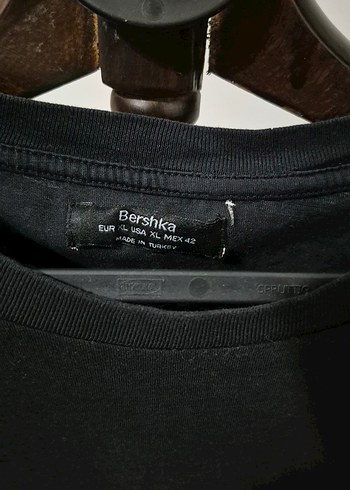 Bershka
EUR XL USA XL MEX 42
MADE IN TURKEY